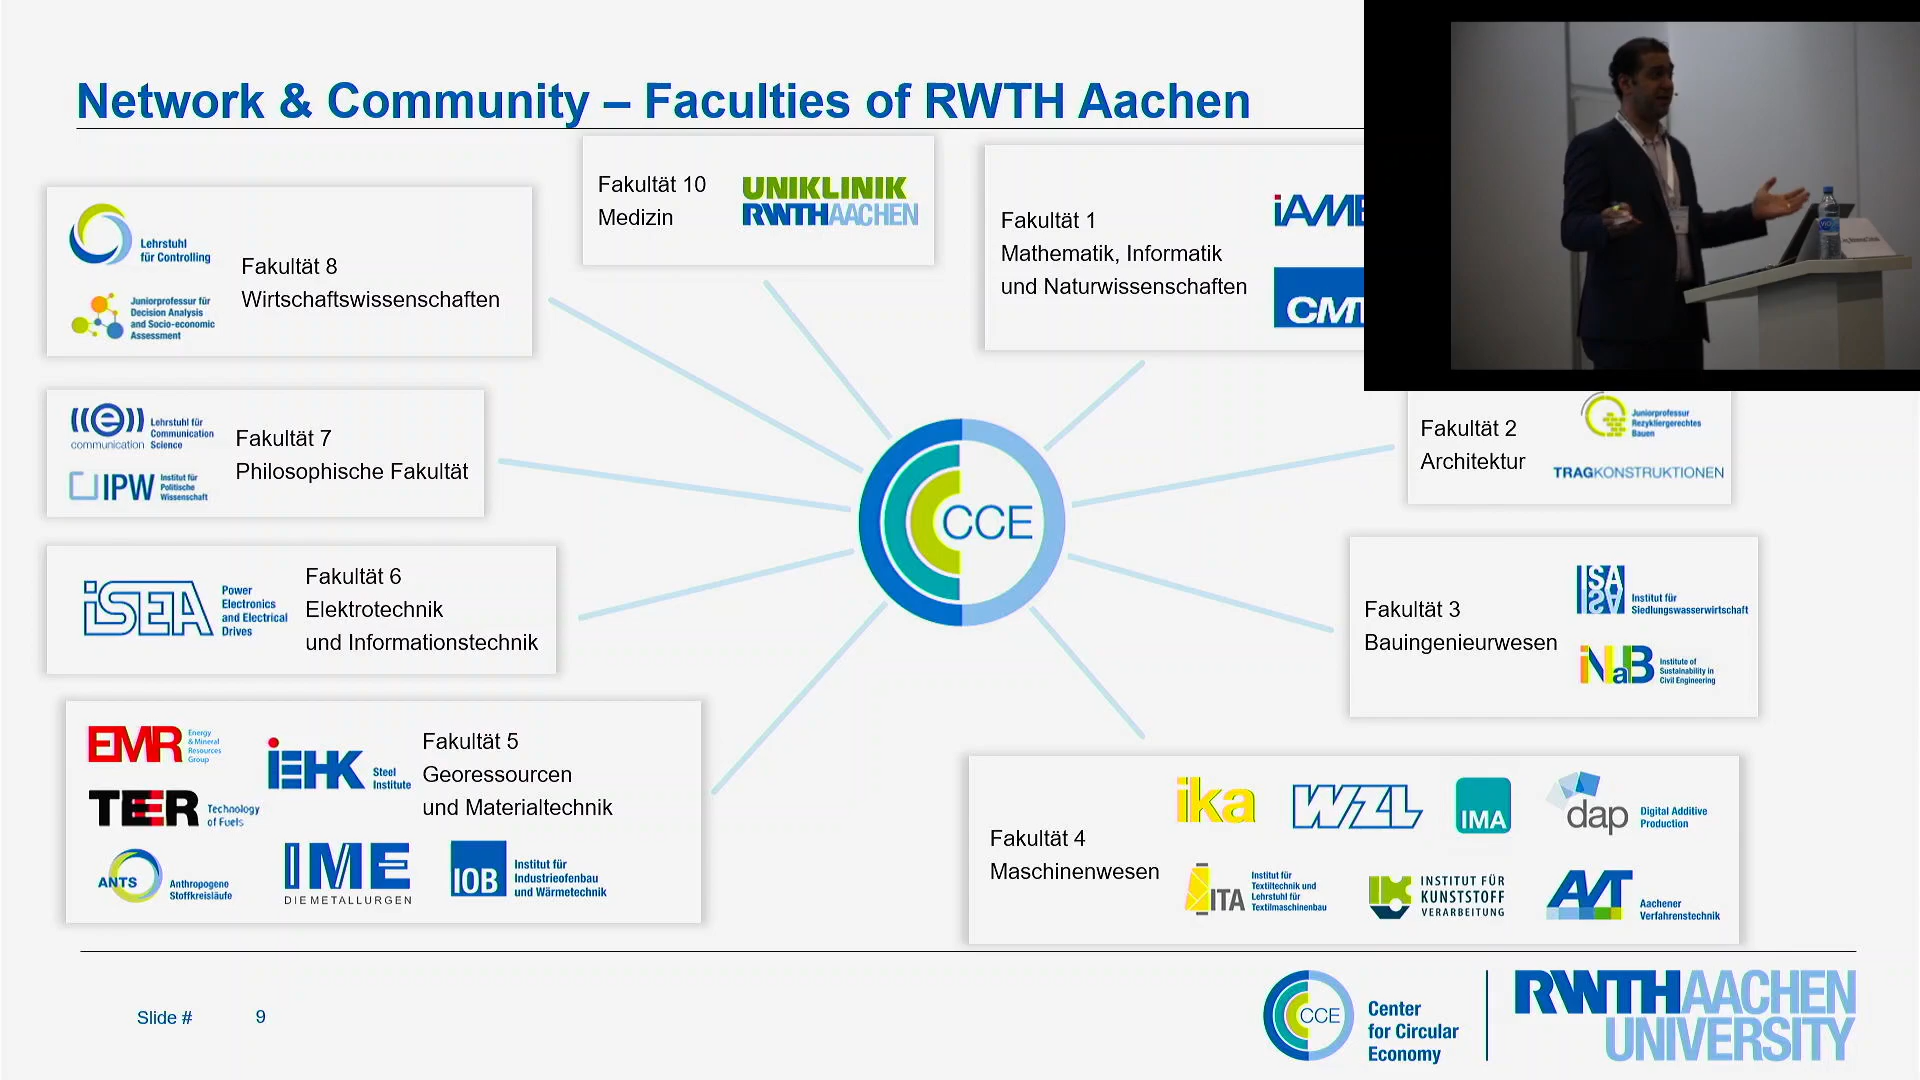 Network & Community – Faculties of RWTH Aachen
Fakultät 10
Medizin
UNIKLINIK
RWTHAACHEN
Fakultät 1
Mathematik, Informatik
und Naturwissenschaften
Lehrstuhl
für Controlling
Juniorprofessur für
Decision Analysis
and Socio-economic
Assessment
Fakultät 8
Wirtschaftswissenschaften
((e))
communication
Lehrstuhl für
Communication
Science
IPW
Institut für
Politische
Wissenschaft
Fakultät 7
Philosophische Fakultät
Fakultät 2
Architektur
Juniorprofessur
Rezykliergerechtes
Bauen
TRAGKONSTRUKTIONEN
CCE
iSEA
Power
Electronics
and Electrical
Drives
Fakultät 6
Elektrotechnik
und Informationstechnik
Fakultät 3
Bauingenieurwesen
ISA
Institut für
Siedlungswasserwirtschaft
iNaB
Institute of
Sustainability in
Civil Engineering
EMR
Energy
& Mineral
Resources
Group
iEHK
Steel
Institute
TEER
Technology
of Fuels
Fakultät 5
Georessourcen
und Materialtechnik
ANTS
Anthropogene
Stoffkreisläufe
IME
DIE METALLURGEN
IOB
Institut für
Industrieofenbau
und Wärmetechnik
Fakultät 4
Maschinenwesen
ika
WZL
IMA
dap
Digital Additive
Production
ITA
Institut für
Textiltechnik und
Lehrstuhl für
Textilmaschinenbau
INSTITUT FÜR
KUNSTSTOFF
VERARBEITUNG
AVT
Aachener
Verfahrenstechnik
Slide # 9
CCE
Center
for Circular
Economy
RWTHAACHEN
UNIVERSITY